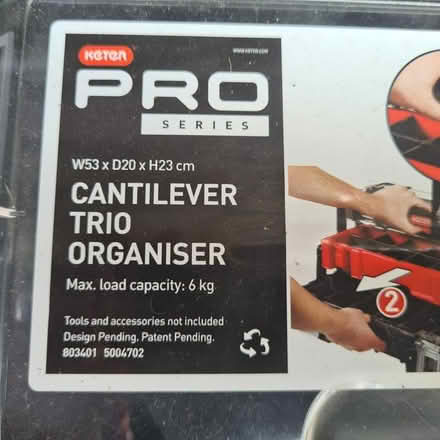 KETER
WWW.KETER.COM
PRO
SERIES
W53 x D20 x H23 cm
CANTILEVER
TRIO
ORGANISER
Max. load capacity: 6 kg
Tools and accessories not included
Design Pending. Patent Pending.
803401 5004702
2